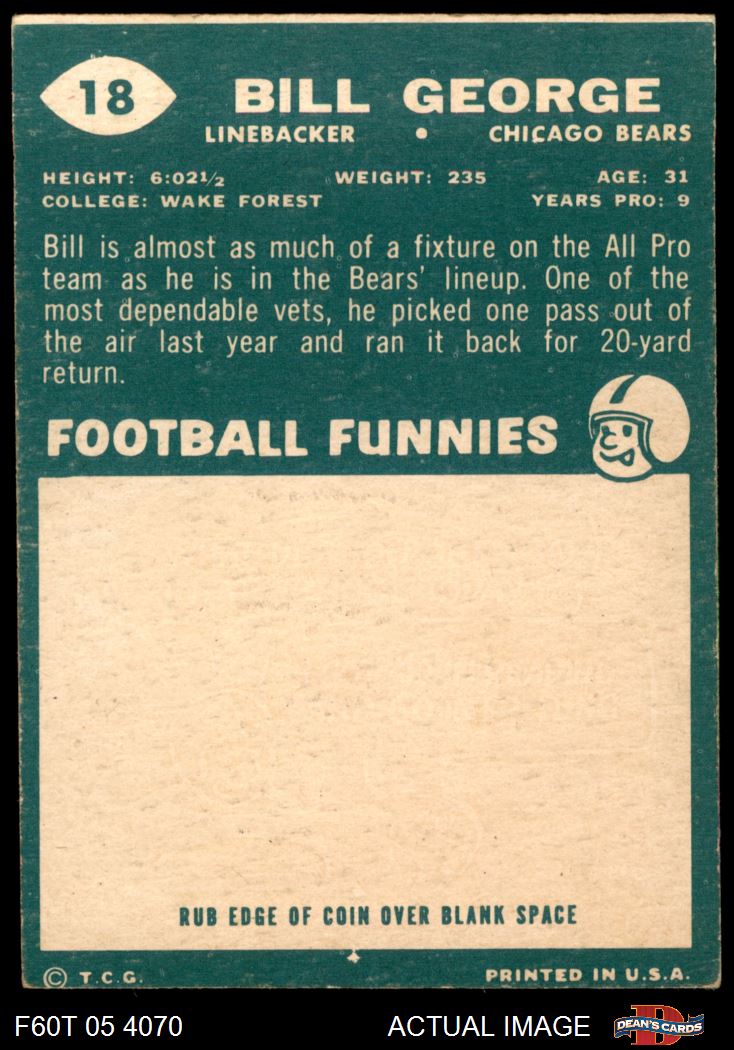 18
BILL GEORGE
LINEBACKER • CHICAGO BEARS
HEIGHT: 6:02½ WEIGHT: 235 AGE: 31
COLLEGE: WAKE FOREST YEARS PRO: 9
Bill is almost as much of a fixture on the All Pro
team as he is in the Bears' lineup. One of the
most dependable vets, he picked one pass out of
the air last year and ran it back for 20-yard
return.
FOOTBALL FUNNIES
RUB EDGE OF COIN OVER BLANK SPACE
© T.C.G. PRINTED IN U.S.A.
F60T 05 4070 ACTUAL IMAGE
DEAN'S CARDS